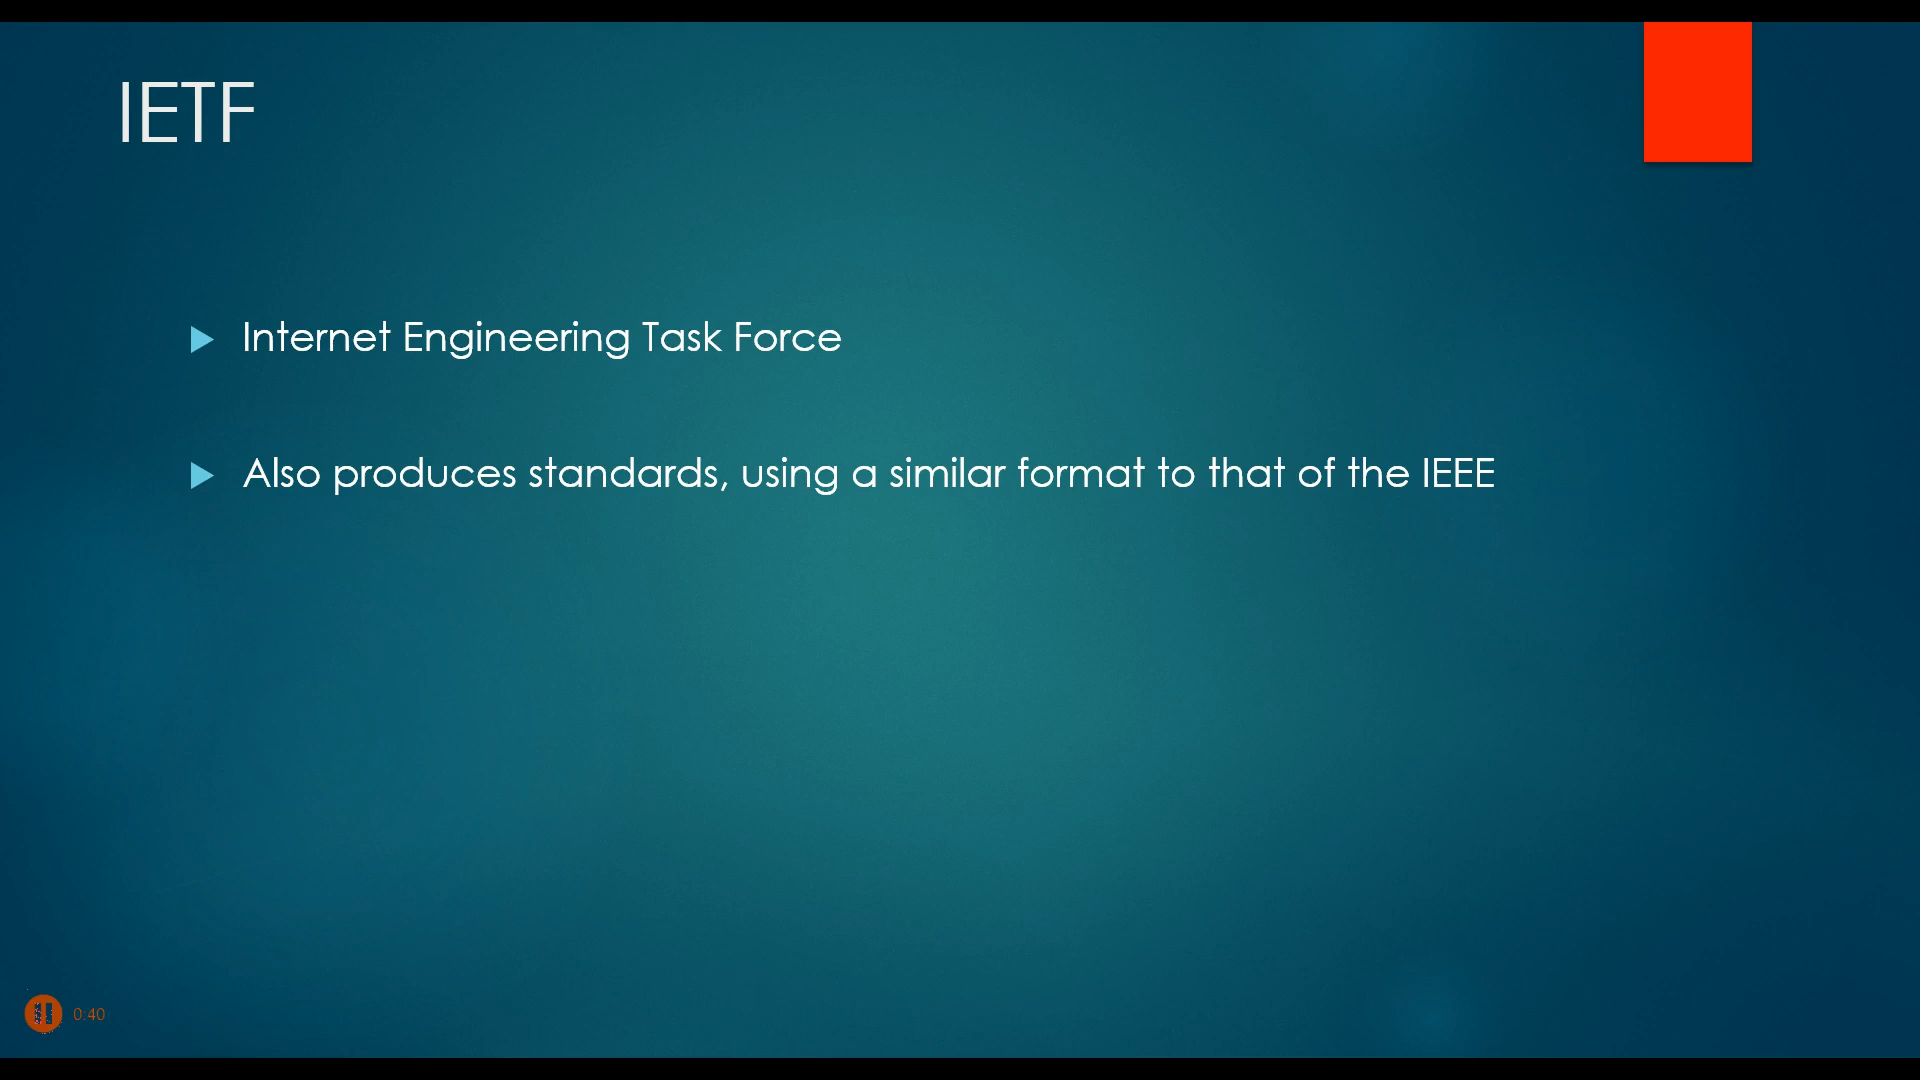 IETF
Internet Engineering Task Force
Also produces standards, using a similar format to that of the IEEE
0:40